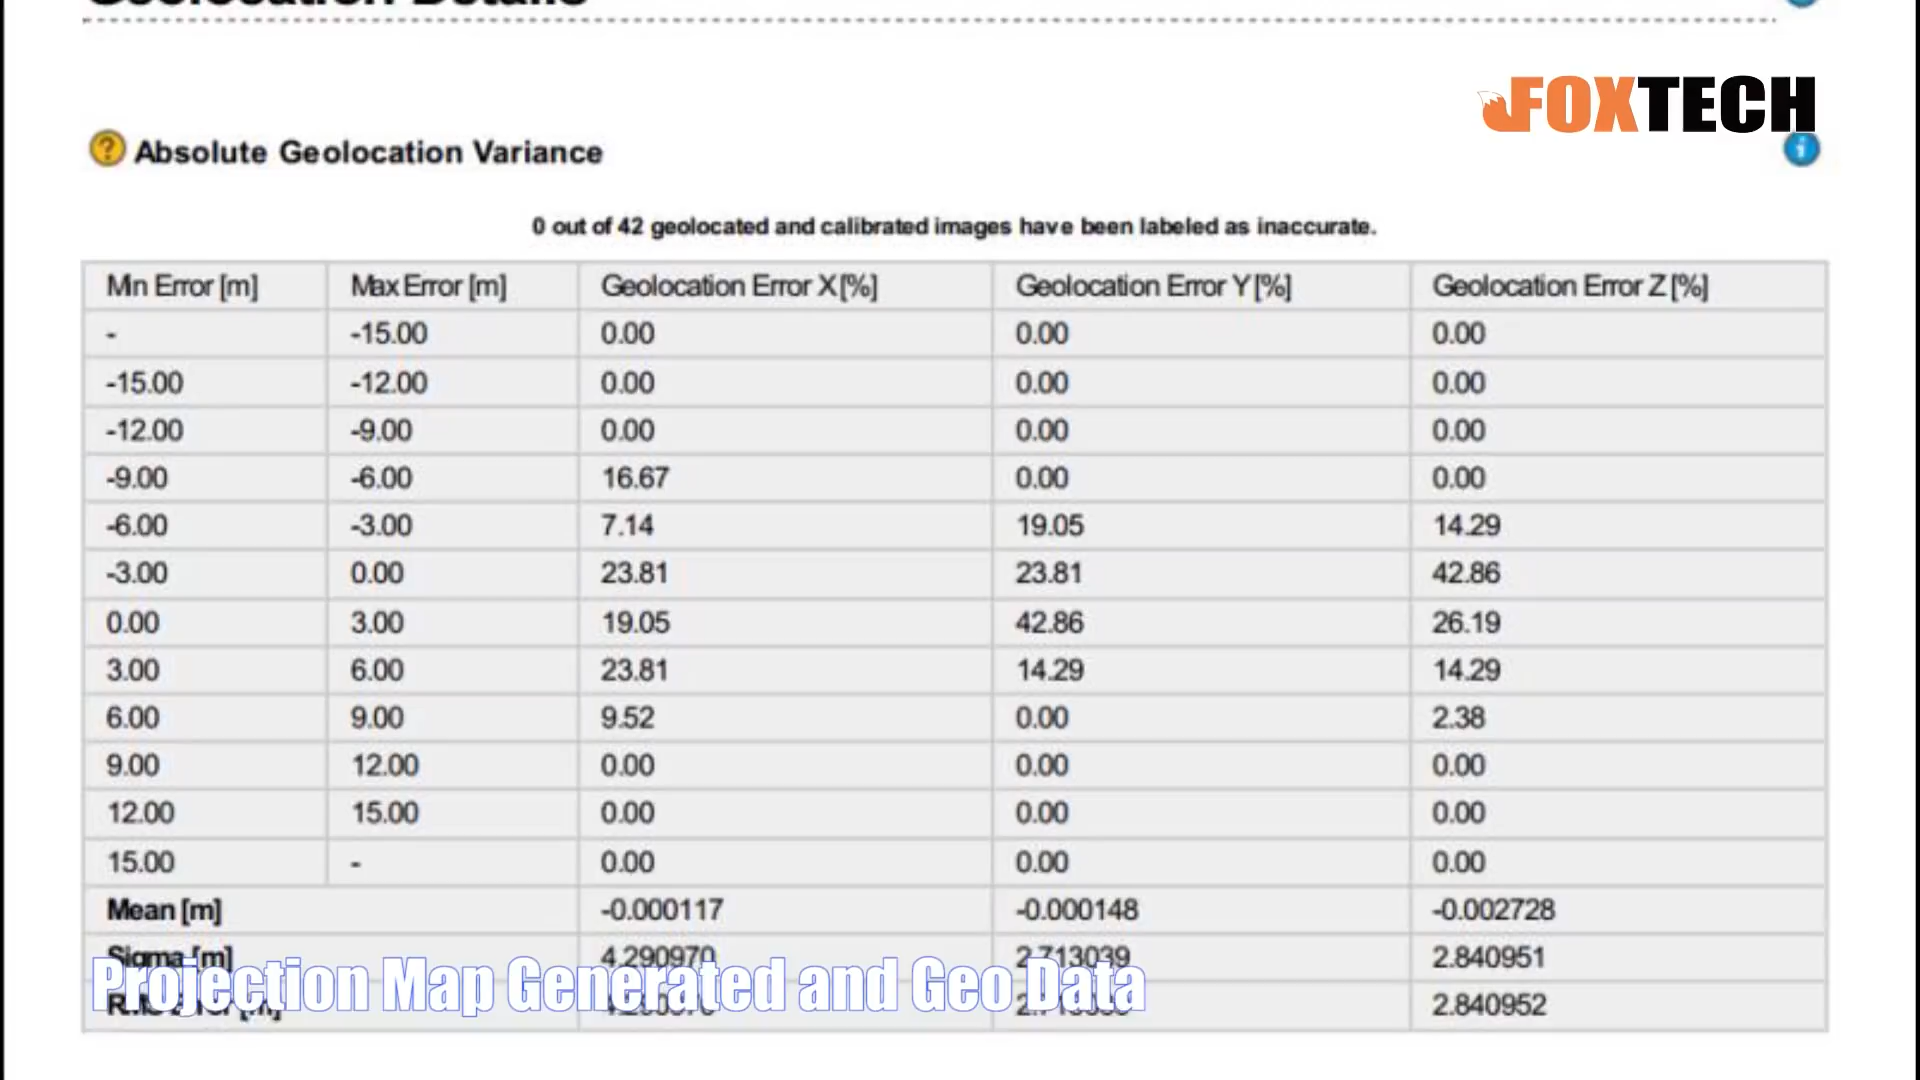 Geolocation Details
FOXTECH
? Absolute Geolocation Variance i
0 out of 42 geolocated and calibrated images have been labeled as inaccurate.
Min Error [m] Max Error [m] Geolocation Error X [%] Geolocation Error Y [%] Geolocation Error Z [%]
- -15.00 0.00 0.00 0.00
-15.00 -12.00 0.00 0.00 0.00
-12.00 -9.00 0.00 0.00 0.00
-9.00 -6.00 16.67 0.00 0.00
-6.00 -3.00 7.14 19.05 14.29
-3.00 0.00 23.81 23.81 42.86
0.00 3.00 19.05 42.86 26.19
3.00 6.00 23.81 14.29 14.29
6.00 9.00 9.52 0.00 2.38
9.00 12.00 0.00 0.00 0.00
12.00 15.00 0.00 0.00 0.00
15.00 - 0.00 0.00 0.00
Mean [m] -0.000117 -0.000148 -0.002728
Sigma [m] 4.290970 2.713039 2.840951
Projection Map Generated and Geo Data
2.840952